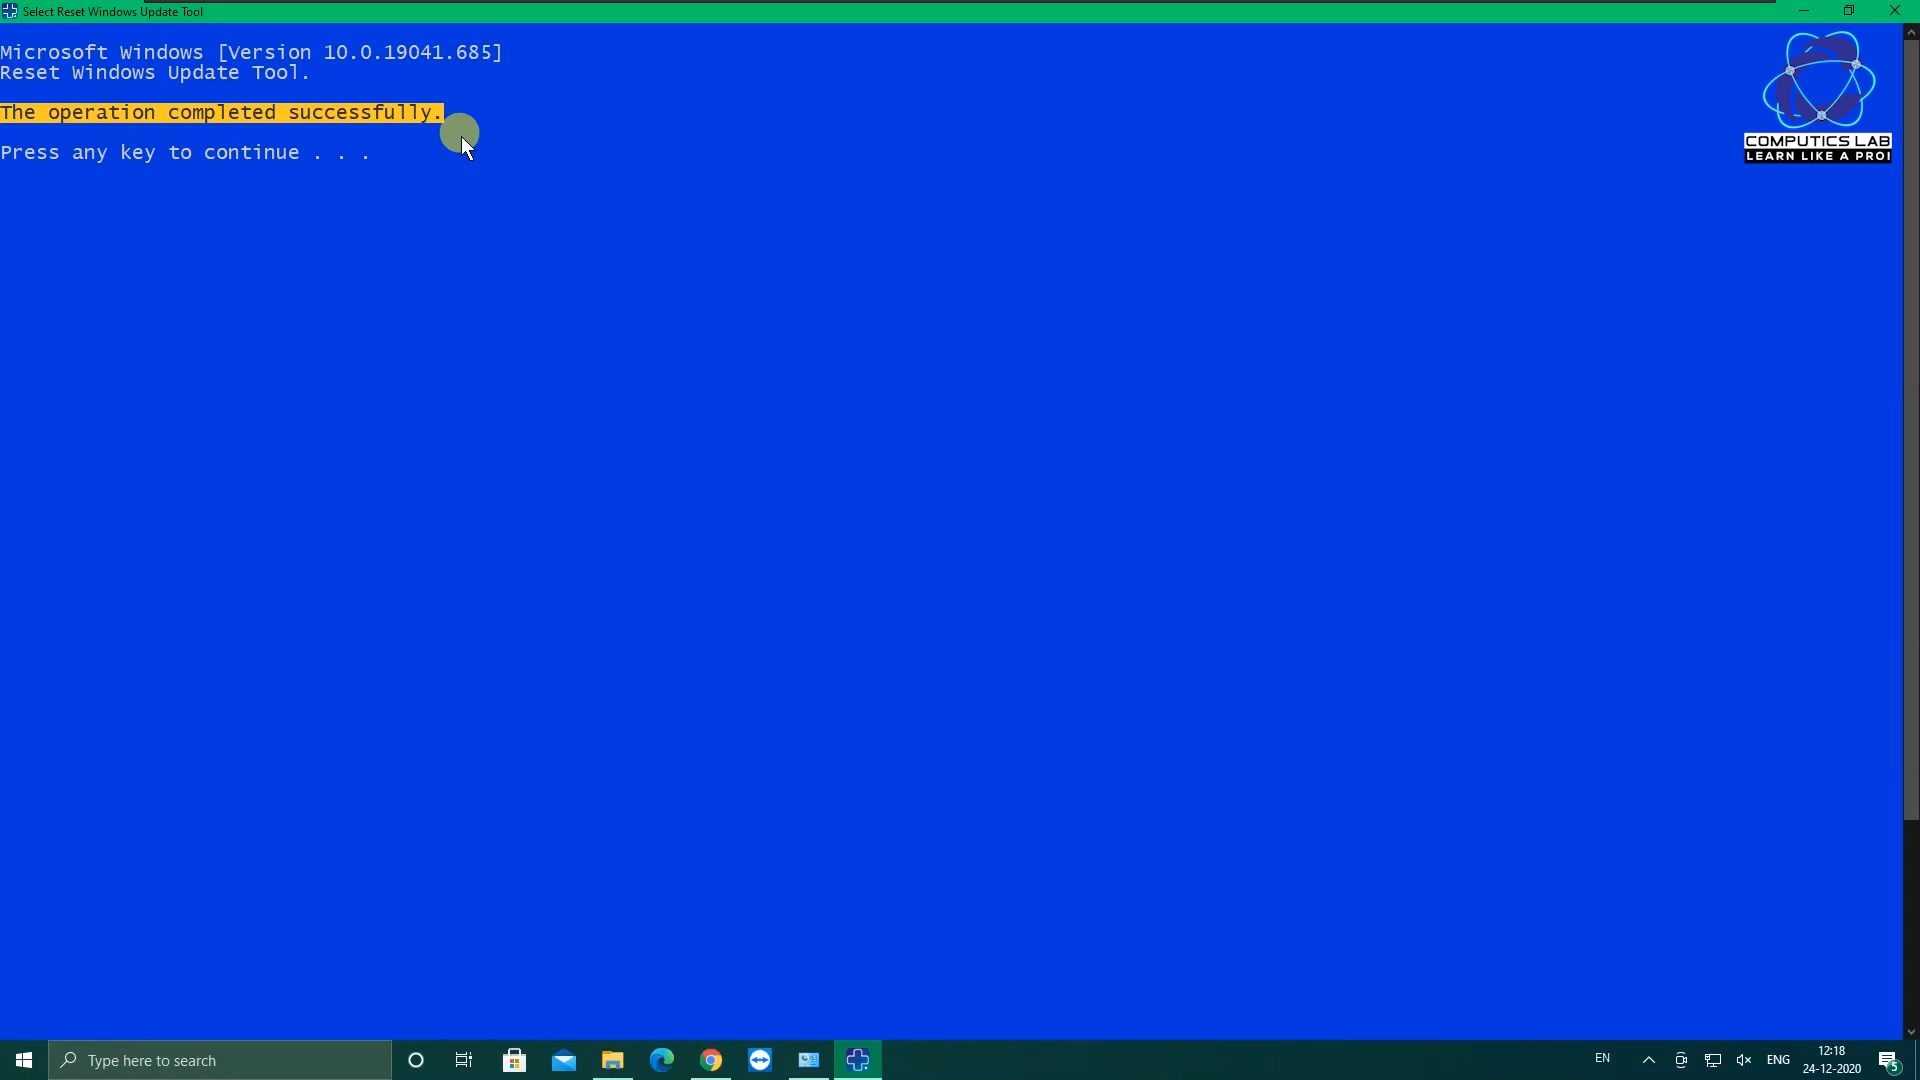 Select Reset Windows Update Tool
Microsoft Windows [Version 10.0.19041.685]
Reset Windows Update Tool.
The operation completed successfully.
Press any key to continue . . .
COMPUTICS LAB
LEARN LIKE A PRO!
Type here to search
EN
ENG
12:18
24-12-2020
5